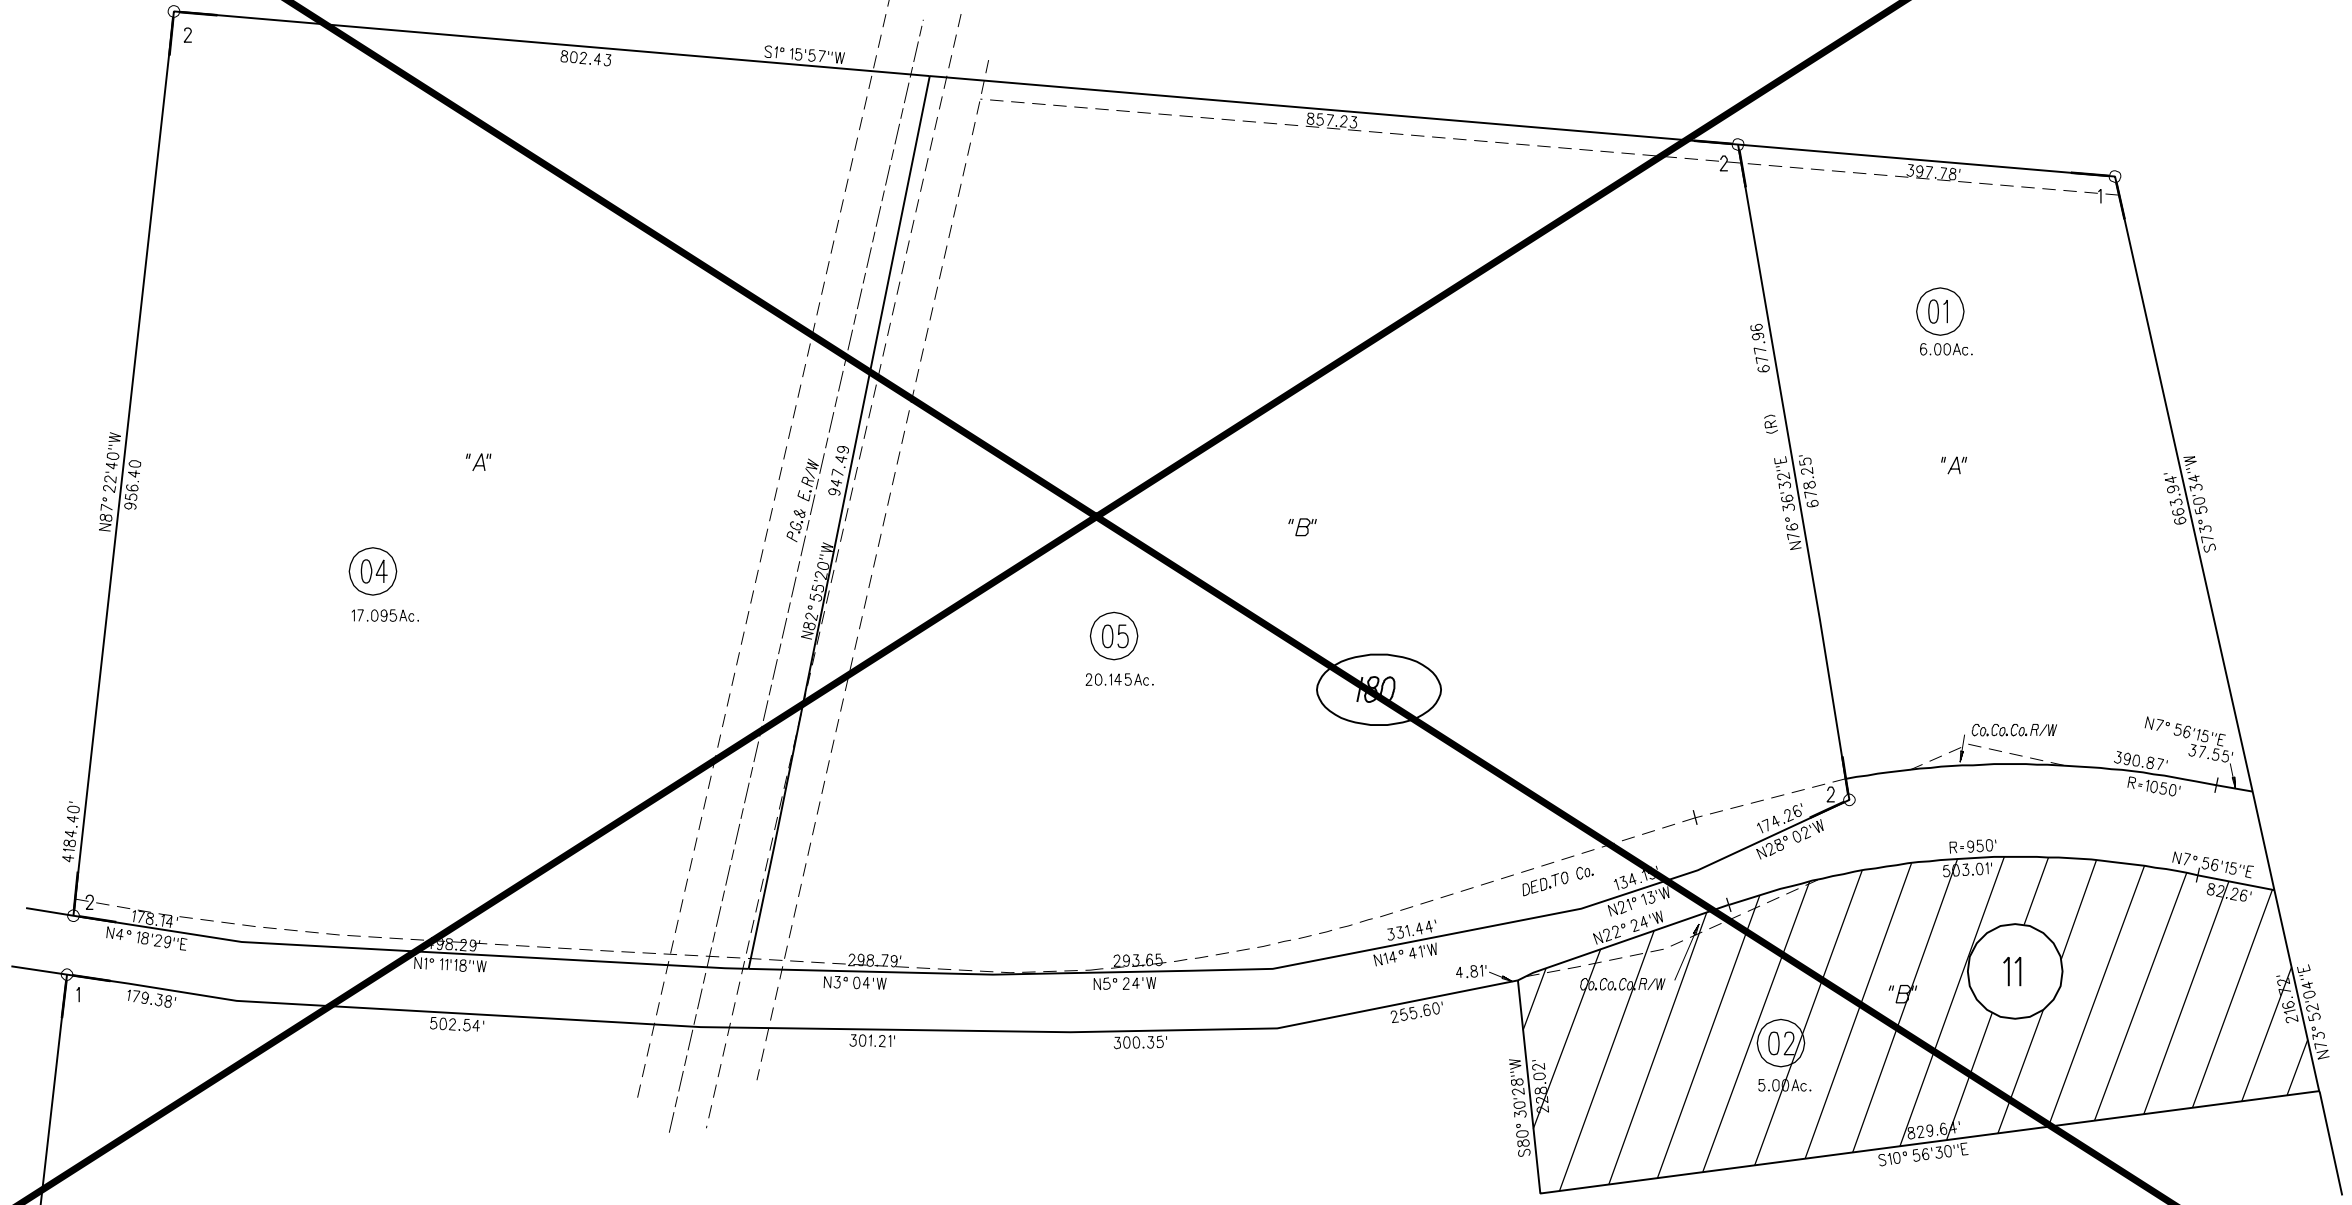 2
802.43
S1° 15'57"W
857.23
2
397.78'
1
01
6.00Ac.
677.96
(R)
N76° 36'32"E
678.25'
"A"
663.94'
S73° 50'34"W
N87° 22'40"W
956.40
"A"
P.G.& E.R/W
947.49
N82° 55'20"W
"B"
04
17.095Ac.
05
20.145Ac.
180
Co.Co.Co.R/W
N7° 56'15"E
37.55'
390.87'
R=1050'
4184.40'
2
174.26'
N28° 02'W
R=950'
503.01'
N7° 56'15"E
82.26'
DED.TO Co.
N21° 13'W
2
178.14'
N4° 18'29"E
N1° 11'18"W
298.79'
N3° 04'W
293.65
N5° 24'W
331.44'
N14° 41'W
N22° 24'W
4.81'
Co.Co.Co.R/W
"B"
11
216.72'
N73° 52'04"E
1
179.38'
502.54'
301.21'
300.35'
255.60'
02
5.00Ac.
S80° 30'28"W
228.02'
829.64'
S10° 56'30"E